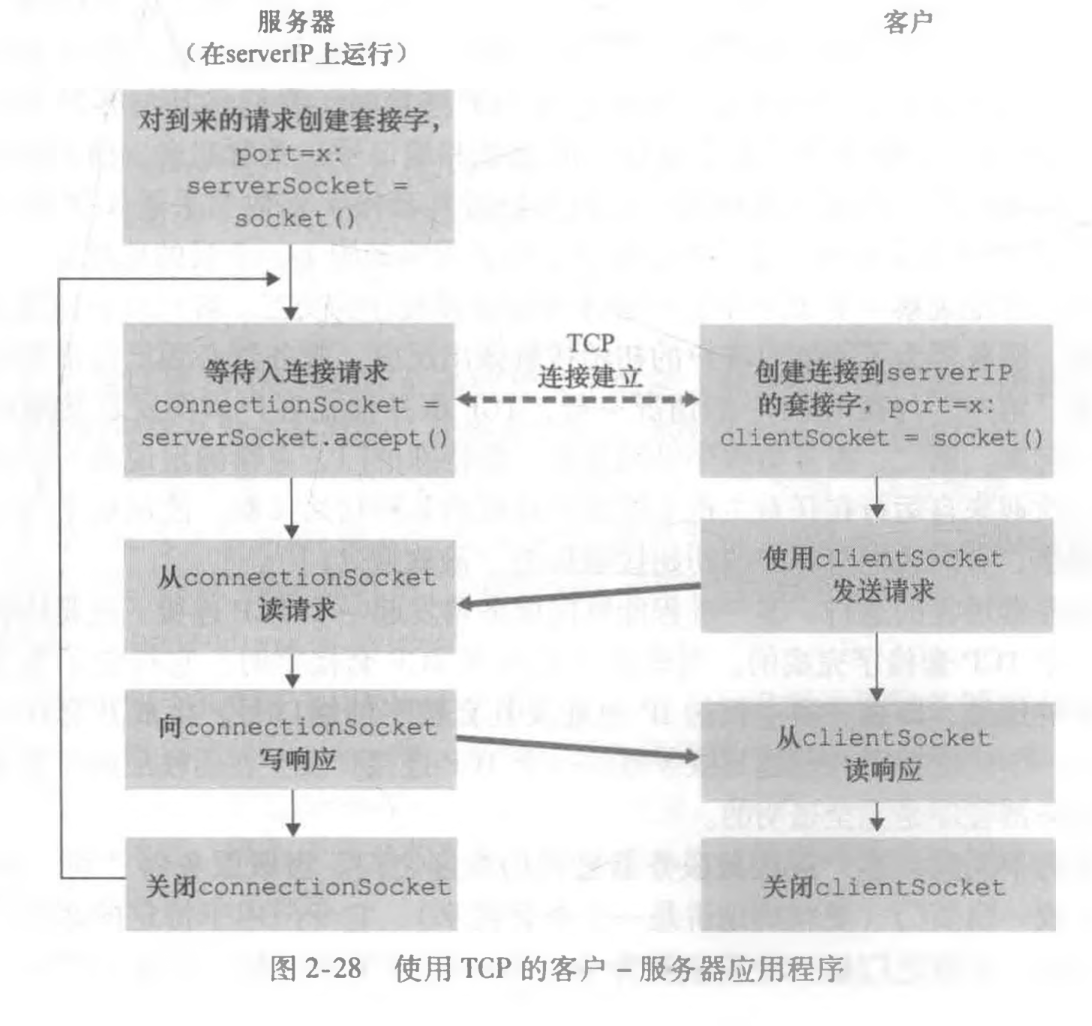 服务器
（在serverIP上运行）
客户
对到来的请求创建套接字，
port=x:
serverSocket =
socket()
等待入连接请求
connectionSocket =
serverSocket.accept()
TCP
连接建立
创建连接到serverIP
的套接字，port=x:
clientSocket = socket()
从connectionSocket
读请求
使用clientSocket
发送请求
向connectionSocket
写响应
从clientSocket
读响应
关闭connectionSocket
关闭clientSocket
图 2-28 使用 TCP 的客户 – 服务器应用程序